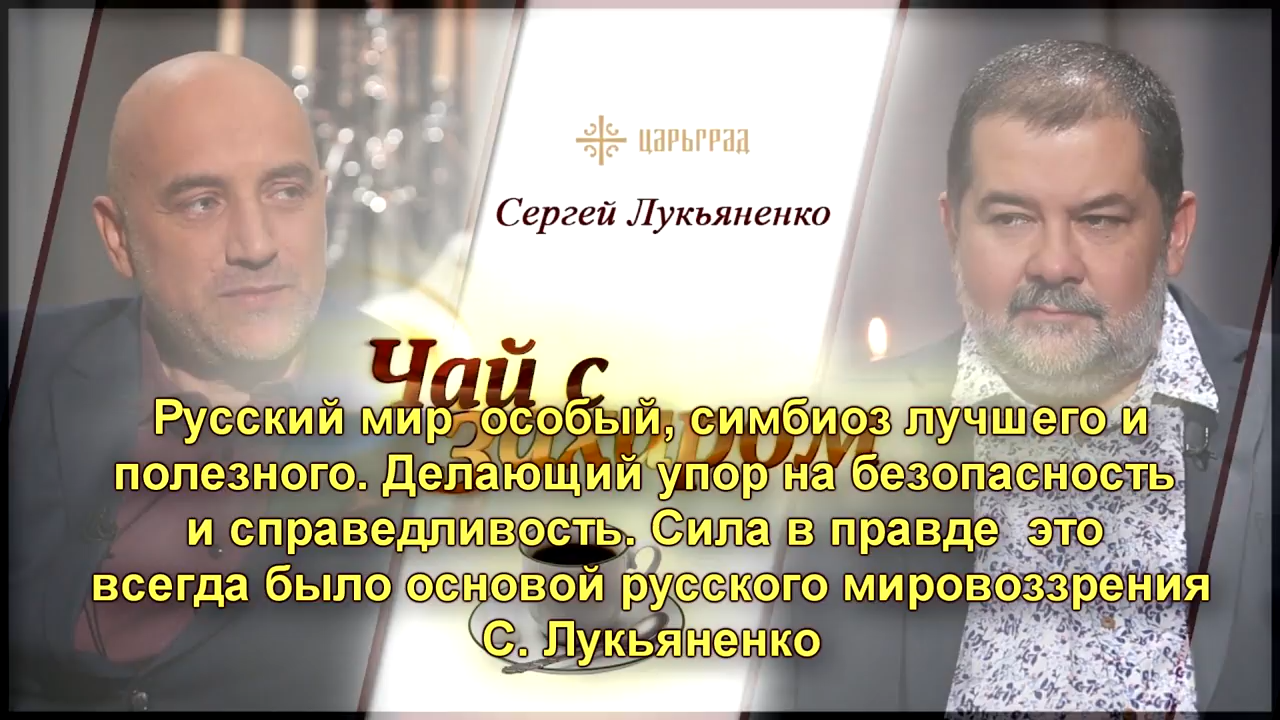 ЦАРЬГРАД
Сергей Лукьяненко
Чай с
Захаром
Русский мир особый, симбиоз лучшего и
полезного. Делающий упор на безопасность
и справедливость. Сила в правде это
всегда было основой русского мировоззрения
С. Лукьяненко